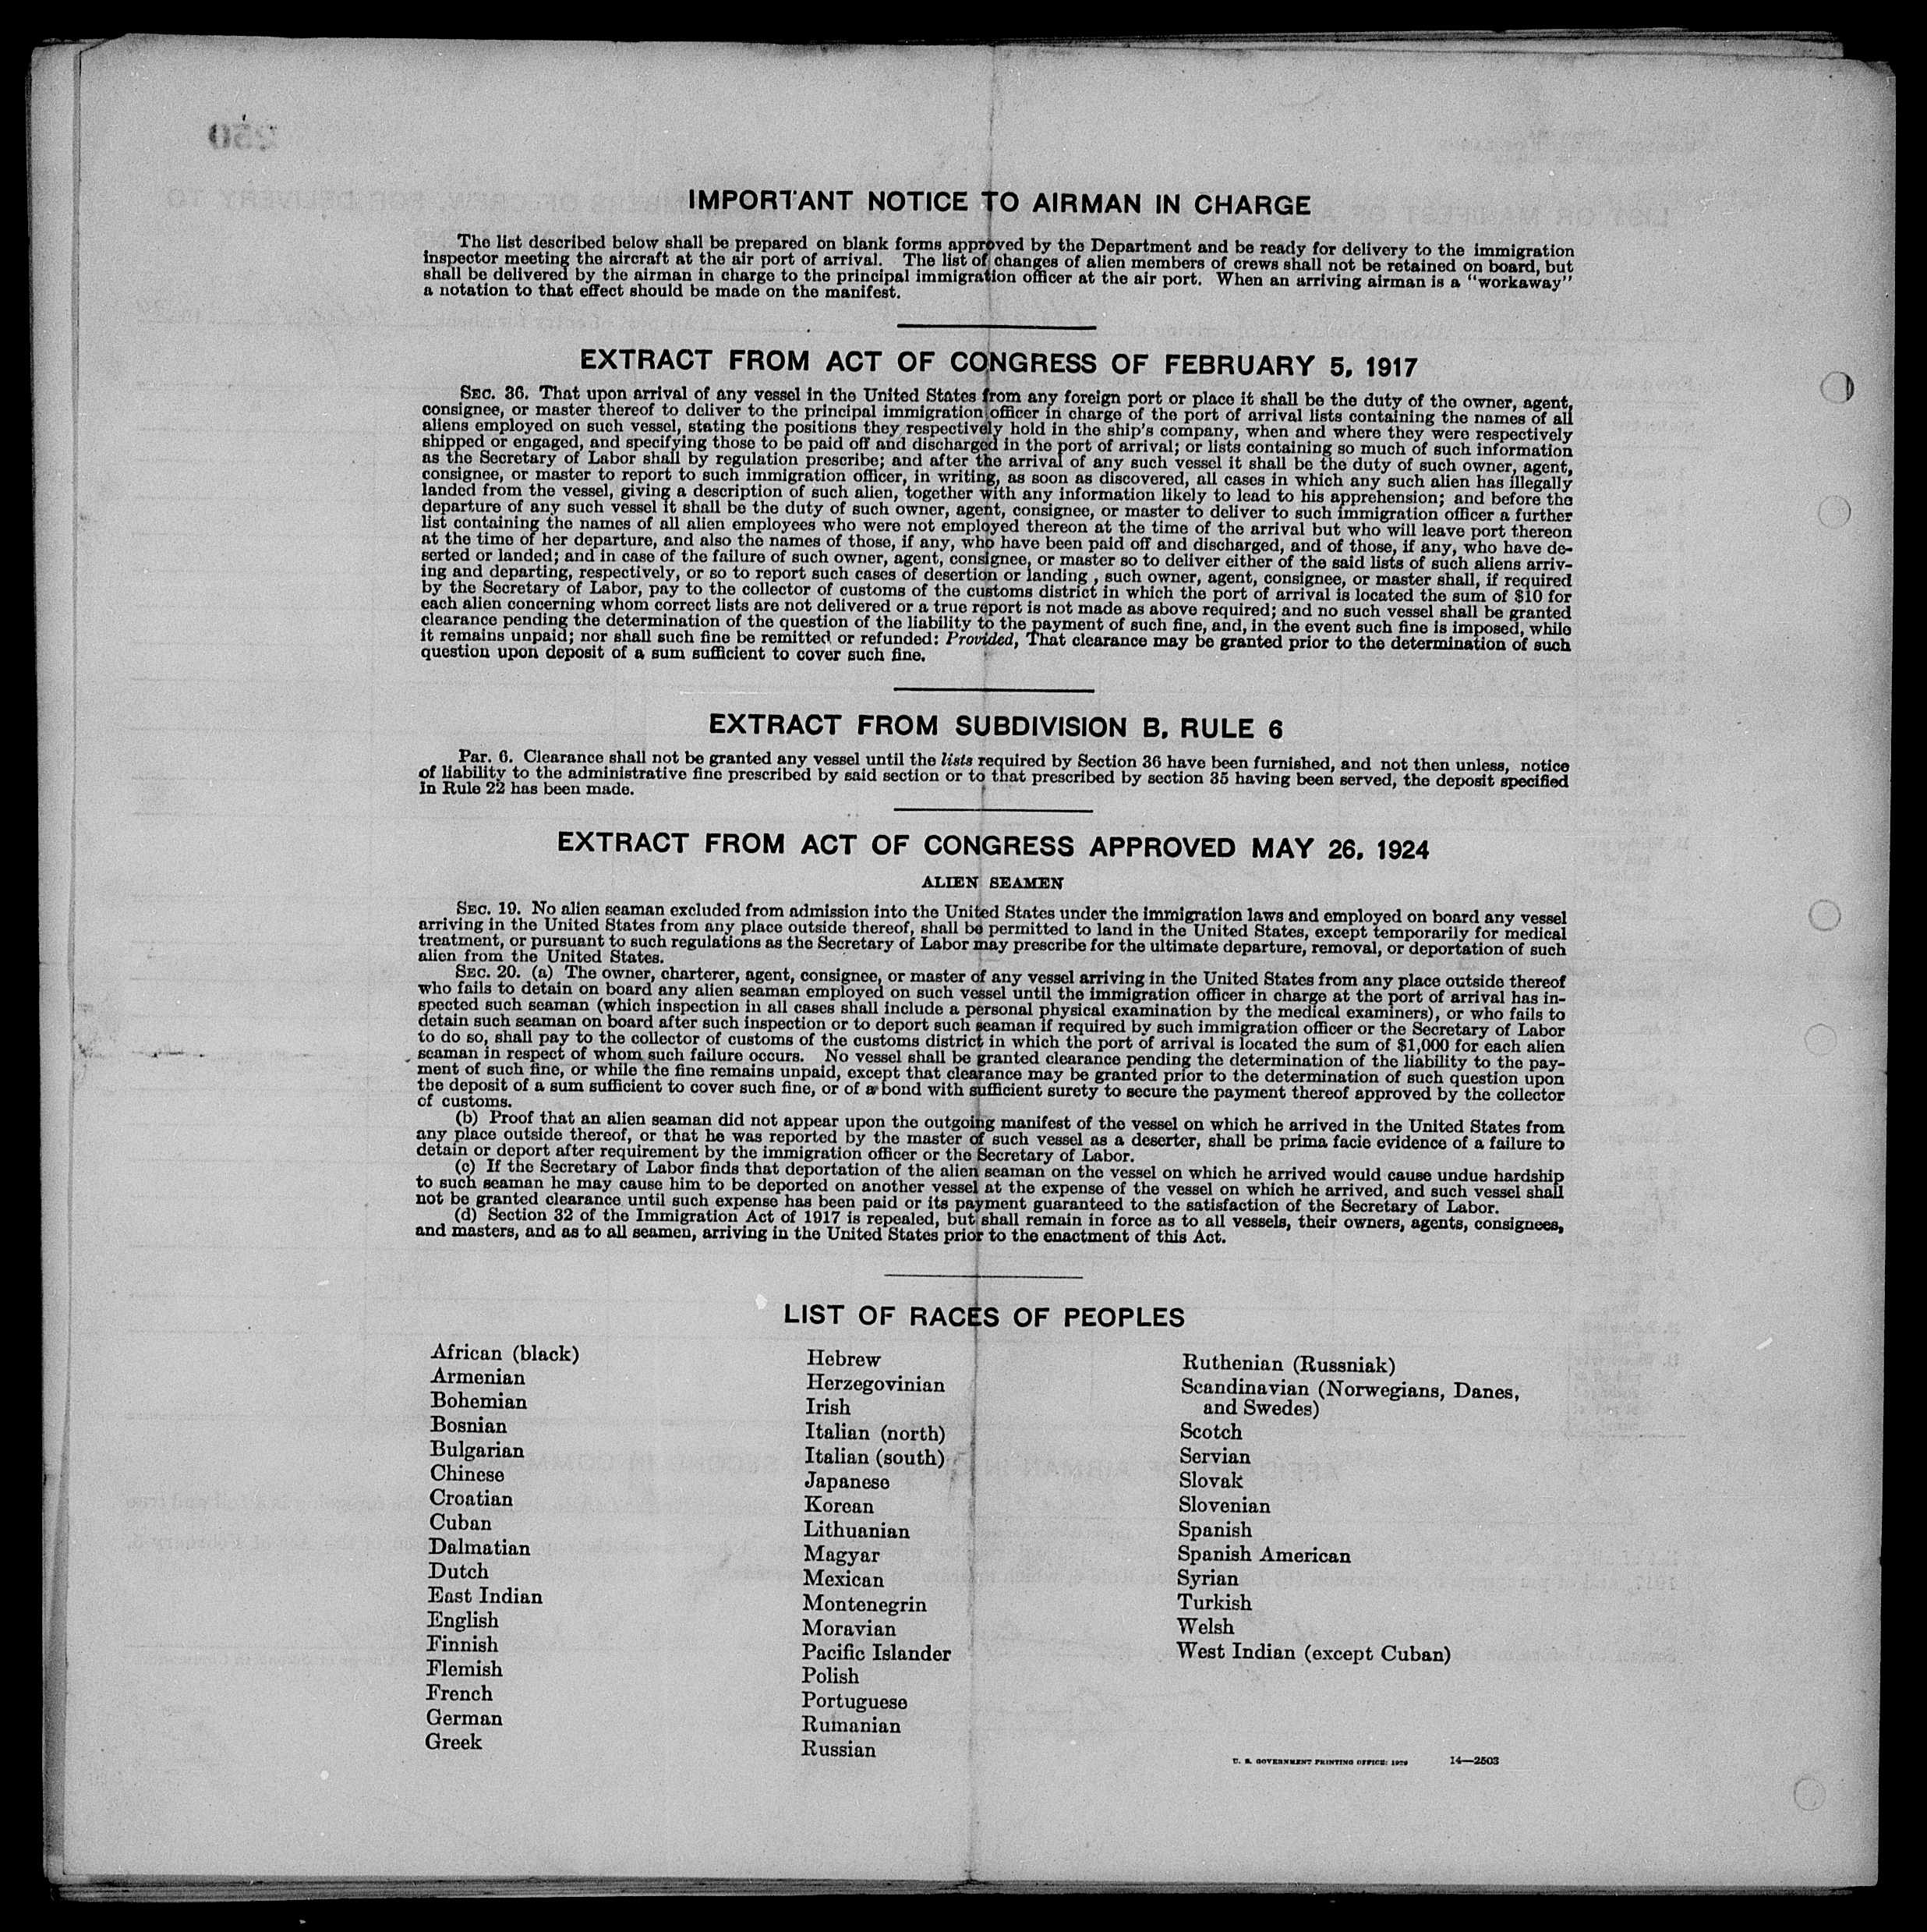 IMPORTANT NOTICE TO AIRMAN IN CHARGE
The list described below shall be prepared on blank forms approved by the Department and be ready for delivery to the immigration
inspector meeting the aircraft at the air port of arrival. The list of changes of alien members of crews shall not be retained on board, but
shall be delivered by the airman in charge to the principal immigration officer at the air port. When an arriving airman is a "workaway"
a notation to that effect should be made on the manifest.
EXTRACT FROM ACT OF CONGRESS OF FEBRUARY 5, 1917
SEC. 36. That upon arrival of any vessel in the United States from any foreign port or place it shall be the duty of the owner, agent,
consignee, or master thereof to deliver to the principal immigration officer in charge of the port of arrival lists containing the names of all
aliens employed on such vessel, stating the positions they respectively hold in the ship's company, when and where they were respectively
shipped or engaged, and specifying those to be paid off and discharged in the port of arrival; or lists containing so much of such information
as the Secretary of Labor shall by regulation prescribe; and after the arrival of any such vessel it shall be the duty of such owner, agent,
consignee, or master to report to such immigration officer, in writing, as soon as discovered, all cases in which any such alien has illegally
landed from the vessel, giving a description of such alien, together with any information likely to lead to his apprehension; and before the
departure of any such vessel it shall be the duty of such owner, agent, consignee, or master to deliver to such immigration officer a further
list containing the names of all alien employees who were not employed thereon at the time of the arrival but who will leave port thereon
at the time of her departure, and also the names of those, if any, who have been paid off and discharged, and of those, if any, who have de-
serted or landed; and in case of the failure of such owner, agent, consignee, or master so to deliver either of the said lists of such aliens arriv-
ing and departing, respectively, or so to report such cases of desertion or landing , such owner, agent, consignee, or master shall, if required
by the Secretary of Labor, pay to the collector of customs of the customs district in which the port of arrival is located the sum of $10 for
each alien concerning whom correct lists are not delivered or a true report is not made as above required; and no such vessel shall be granted
clearance pending the determination of the question of the liability to the payment of such fine, and, in the event such fine is imposed, while
it remains unpaid; nor shall such fine be remitted or refunded: Provided, That clearance may be granted prior to the determination of such
question upon deposit of a sum sufficient to cover such fine.
EXTRACT FROM SUBDIVISION B, RULE 6
Par. 6. Clearance shall not be granted any vessel until the lists required by Section 36 have been furnished, and not then unless, notice
of liability to the administrative fine prescribed by said section or to that prescribed by section 35 having been served, the deposit specified
in Rule 22 has been made.
EXTRACT FROM ACT OF CONGRESS APPROVED MAY 26, 1924
ALIEN SEAMEN
SEC. 19. No alien seaman excluded from admission into the United States under the immigration laws and employed on board any vessel
arriving in the United States from any place outside thereof, shall be permitted to land in the United States, except temporarily for medical
treatment, or pursuant to such regulations as the Secretary of Labor may prescribe for the ultimate departure, removal, or deportation of such
alien from the United States.
SEC. 20. (a) The owner, charterer, agent, consignee, or master of any vessel arriving in the United States from any place outside thereof
who fails to detain on board any alien seaman employed on such vessel until the immigration officer in charge at the port of arrival has in-
spected such seaman (which inspection in all cases shall include a personal physical examination by the medical examiners), or who fails to
detain such seaman on board after such inspection or to deport such seaman if required by such immigration officer or the Secretary of Labor
to do so, shall pay to the collector of customs of the customs district in which the port of arrival is located the sum of $1,000 for each alien
seaman in respect of whom such failure occurs. No vessel shall be granted clearance pending the determination of the liability to the pay-
ment of such fine, or while the fine remains unpaid, except that clearance may be granted prior to the determination of such question upon
the deposit of a sum sufficient to cover such fine, or of a bond with sufficient surety to secure the payment thereof approved by the collector
of customs.
(b) Proof that an alien seaman did not appear upon the outgoing manifest of the vessel on which he arrived in the United States from
any place outside thereof, or that he was reported by the master of such vessel as a deserter, shall be prima facie evidence of a failure to
detain or deport after requirement by the immigration officer or the Secretary of Labor.
(c) If the Secretary of Labor finds that deportation of the alien seaman on the vessel on which he arrived would cause undue hardship
to such seaman he may cause him to be deported on another vessel at the expense of the vessel on which he arrived, and such vessel shall
not be granted clearance until such expense has been paid or its payment guaranteed to the satisfaction of the Secretary of Labor.
(d) Section 32 of the Immigration Act of 1917 is repealed, but shall remain in force as to all vessels, their owners, agents, consignees,
and masters, and as to all seamen, arriving in the United States prior to the enactment of this Act.
LIST OF RACES OF PEOPLES
African (black)
Armenian
Bohemian
Bosnian
Bulgarian
Chinese
Croatian
Cuban
Dalmatian
Dutch
East Indian
English
Finnish
Flemish
French
German
Greek
Hebrew
Herzegovinian
Irish
Italian (north)
Italian (south)
Japanese
Korean
Lithuanian
Magyar
Mexican
Montenegrin
Moravian
Pacific Islander
Polish
Portuguese
Rumanian
Russian
Ruthenian (Russniak)
Scandinavian (Norwegians, Danes,
and Swedes)
Scotch
Servian
Slovak
Slovenian
Spanish
Spanish American
Syrian
Turkish
Welsh
West Indian (except Cuban)
U. S. GOVERNMENT PRINTING OFFICE: 1929 14—2503